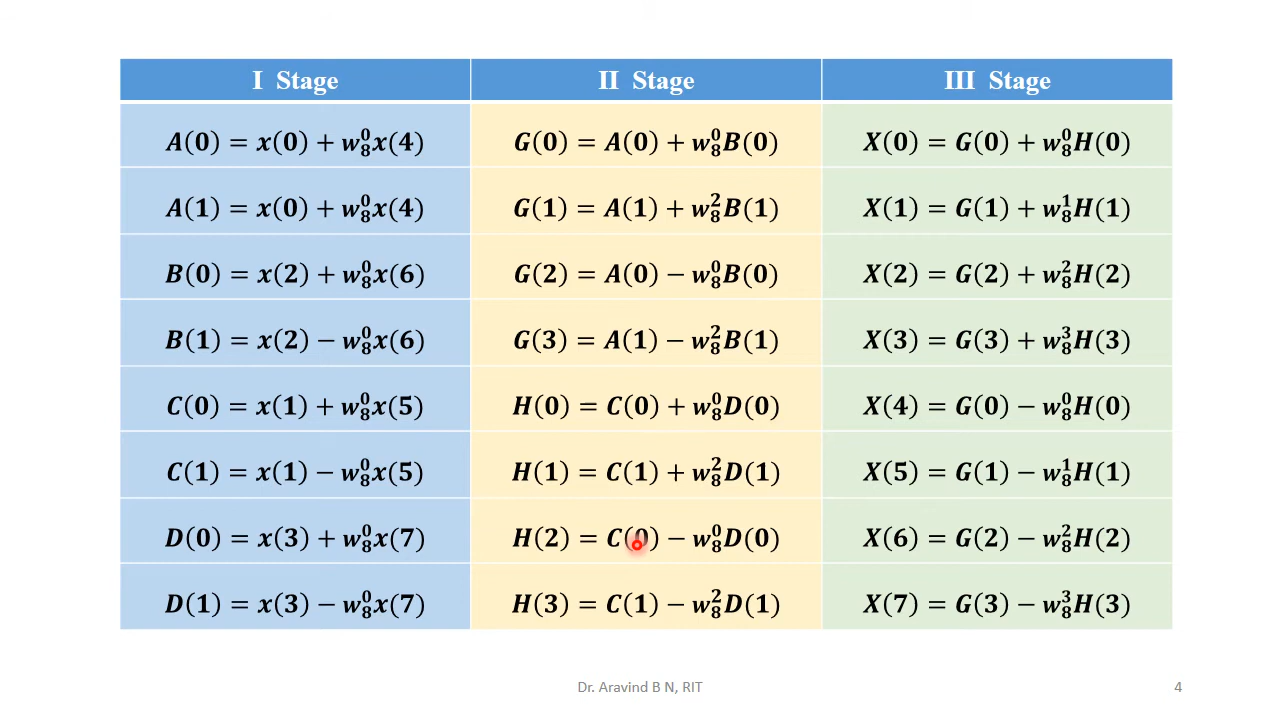 I Stage II Stage III Stage
A(0) = x(0) + w₈⁰x(4) G(0) = A(0) + w₈⁰B(0) X(0) = G(0) + w₈⁰H(0)
A(1) = x(0) + w₈⁰x(4) G(1) = A(1) + w₈²B(1) X(1) = G(1) + w₈¹H(1)
B(0) = x(2) + w₈⁰x(6) G(2) = A(0) − w₈⁰B(0) X(2) = G(2) + w₈²H(2)
B(1) = x(2) − w₈⁰x(6) G(3) = A(1) − w₈²B(1) X(3) = G(3) + w₈³H(3)
C(0) = x(1) + w₈⁰x(5) H(0) = C(0) + w₈⁰D(0) X(4) = G(0) − w₈⁰H(0)
C(1) = x(1) − w₈⁰x(5) H(1) = C(1) + w₈²D(1) X(5) = G(1) − w₈¹H(1)
D(0) = x(3) + w₈⁰x(7) H(2) = C(0) − w₈⁰D(0) X(6) = G(2) − w₈²H(2)
D(1) = x(3) − w₈⁰x(7) H(3) = C(1) − w₈²D(1) X(7) = G(3) − w₈³H(3)
Dr. Aravind B N, RIT 4